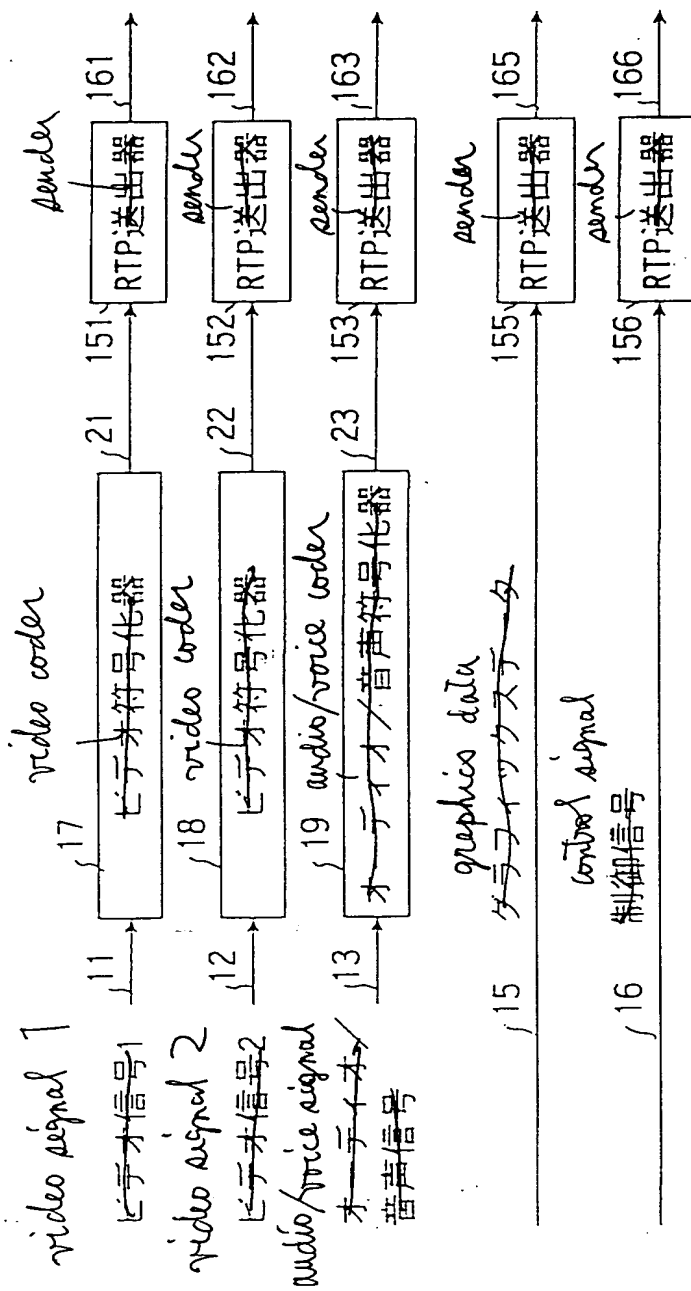 video signal 1
ビデオ信号1
11
17
video coder
ビデオ符号化器
21
151
sender
RTP送出器
161
video signal 2
ビデオ信号2
12
18
video coder
ビデオ符号化器
22
152
sender
RTP送出器
162
audio/voice signal
オーディオ/
音声信号
13
19
audio/voice coder
オーディオ/音声符号化器
23
153
sender
RTP送出器
163
15
graphics data
グラフィックスデータ
155
sender
RTP送出器
165
16
control signal
制御信号
156
sender
RTP送出器
166